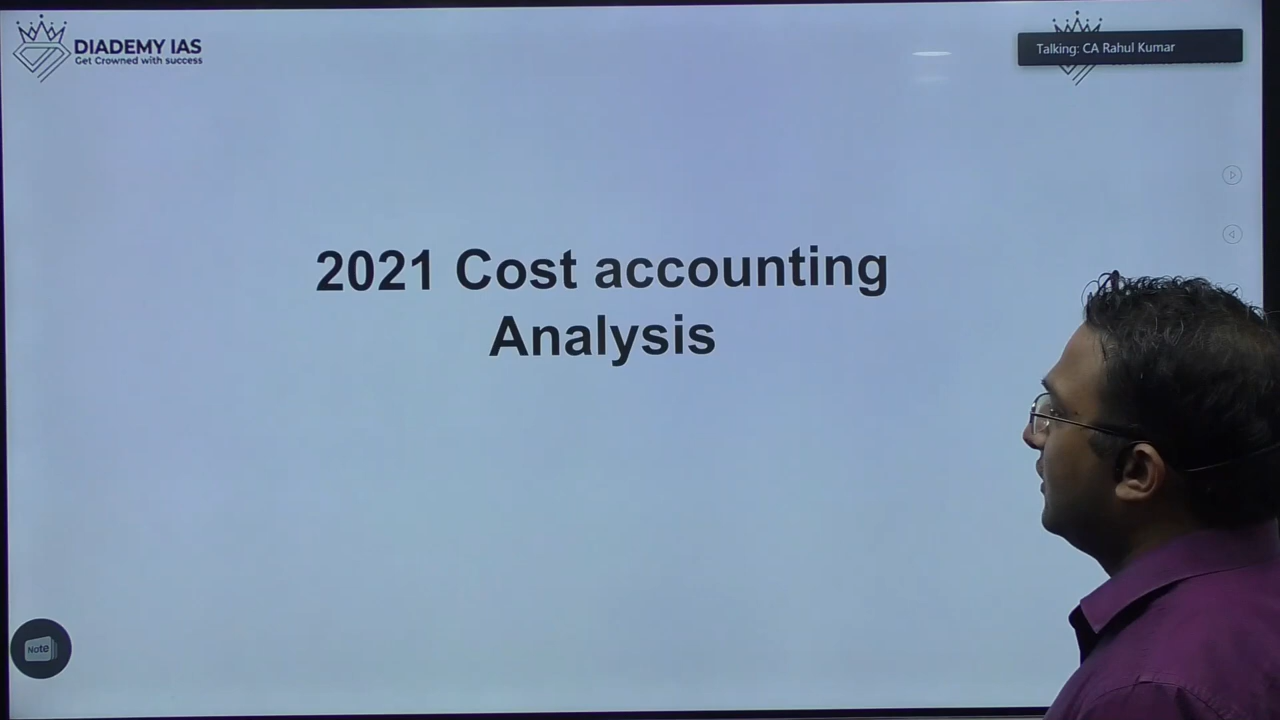 DIADEMY IAS
Get Crowned with success
Talking: CA Rahul Kumar
2021 Cost accounting
Analysis
Note